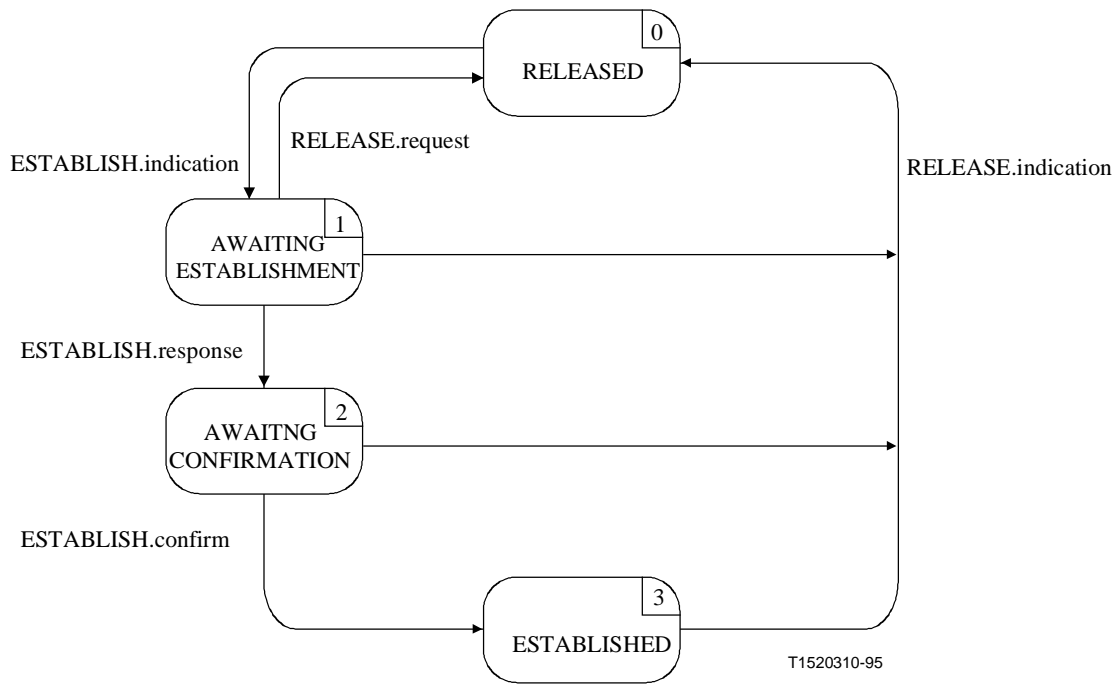 0
RELEASED
RELEASE.request
ESTABLISH.indication
RELEASE.indication
1
AWAITING
ESTABLISHMENT
ESTABLISH.response
2
AWAITNG
CONFIRMATION
ESTABLISH.confirm
3
ESTABLISHED
T1520310-95